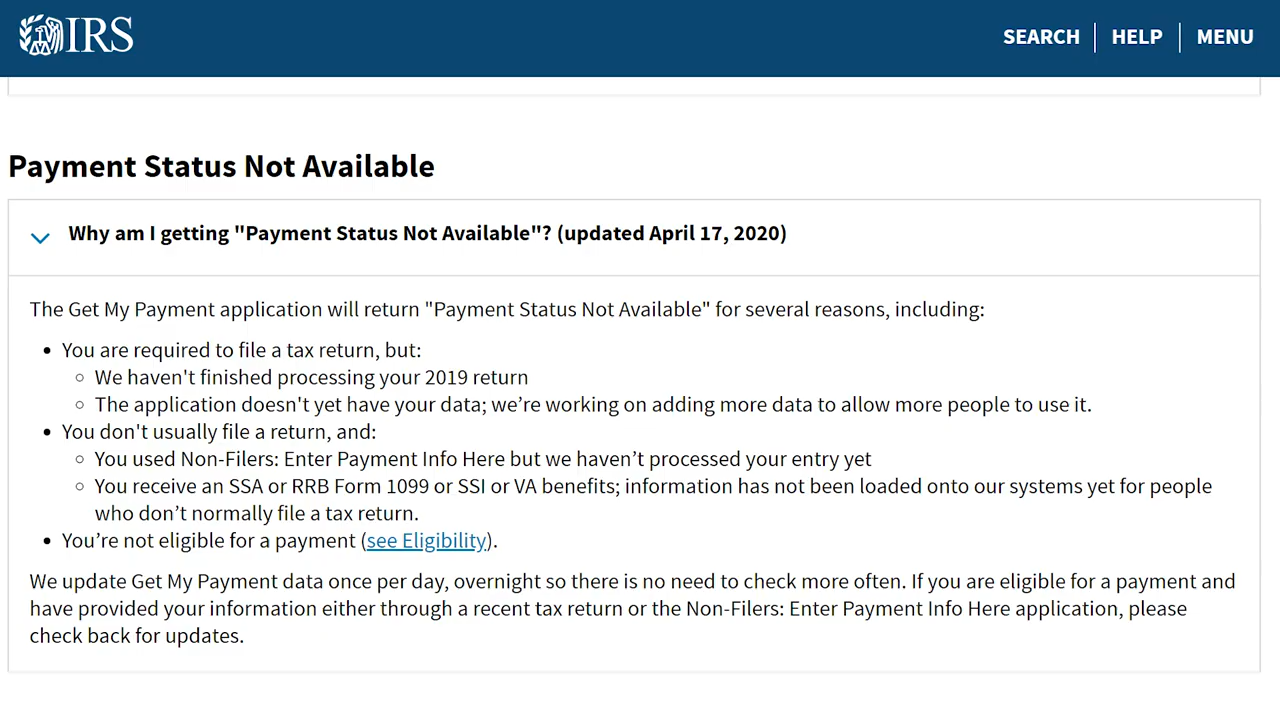 IRS
SEARCH
HELP
MENU
Payment Status Not Available
Why am I getting "Payment Status Not Available"? (updated April 17, 2020)
The Get My Payment application will return "Payment Status Not Available" for several reasons, including:
• You are required to file a tax return, but:
○ We haven't finished processing your 2019 return
○ The application doesn't yet have your data; we’re working on adding more data to allow more people to use it.
• You don't usually file a return, and:
○ You used Non-Filers: Enter Payment Info Here but we haven’t processed your entry yet
○ You receive an SSA or RRB Form 1099 or SSI or VA benefits; information has not been loaded onto our systems yet for people
who don’t normally file a tax return.
• You’re not eligible for a payment (see Eligibility).
We update Get My Payment data once per day, overnight so there is no need to check more often. If you are eligible for a payment and
have provided your information either through a recent tax return or the Non-Filers: Enter Payment Info Here application, please
check back for updates.